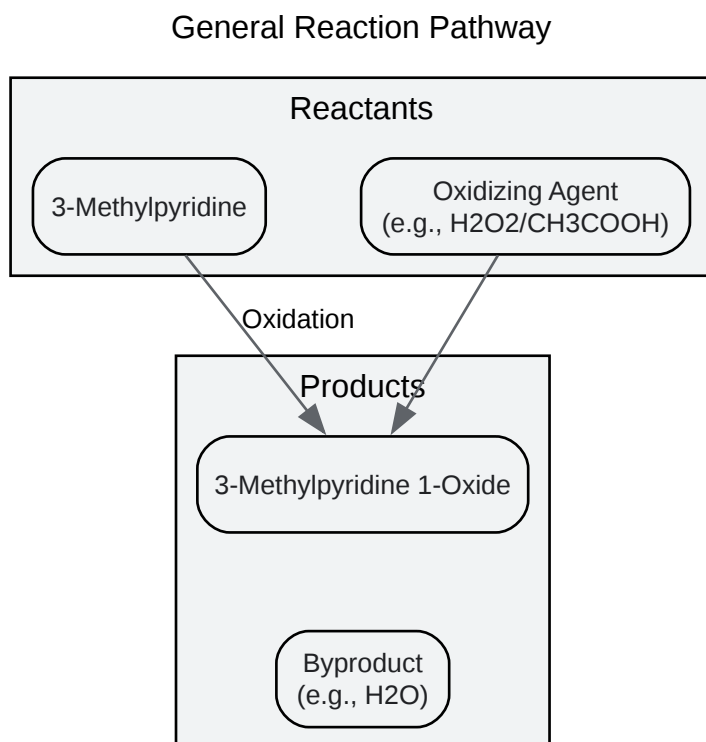 General Reaction Pathway
Reactants
3-Methylpyridine
Oxidizing Agent
(e.g., H2O2/CH3COOH)
Oxidation
Products
3-Methylpyridine 1-Oxide
Byproduct
(e.g., H2O)